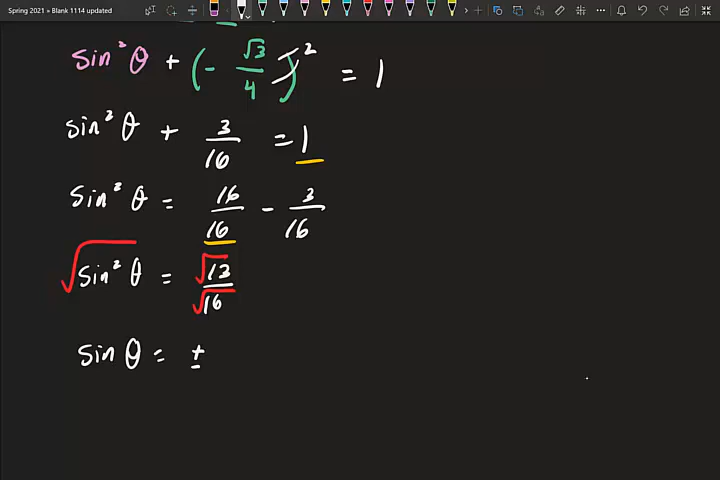 Spring 2021 » Blank 1114 updated
sin²θ + (- √3/4)² = 1
sin²θ + 3/16 = 1
sin²θ = 16/16 - 3/16
√sin²θ = √13/√16
sinθ = ±